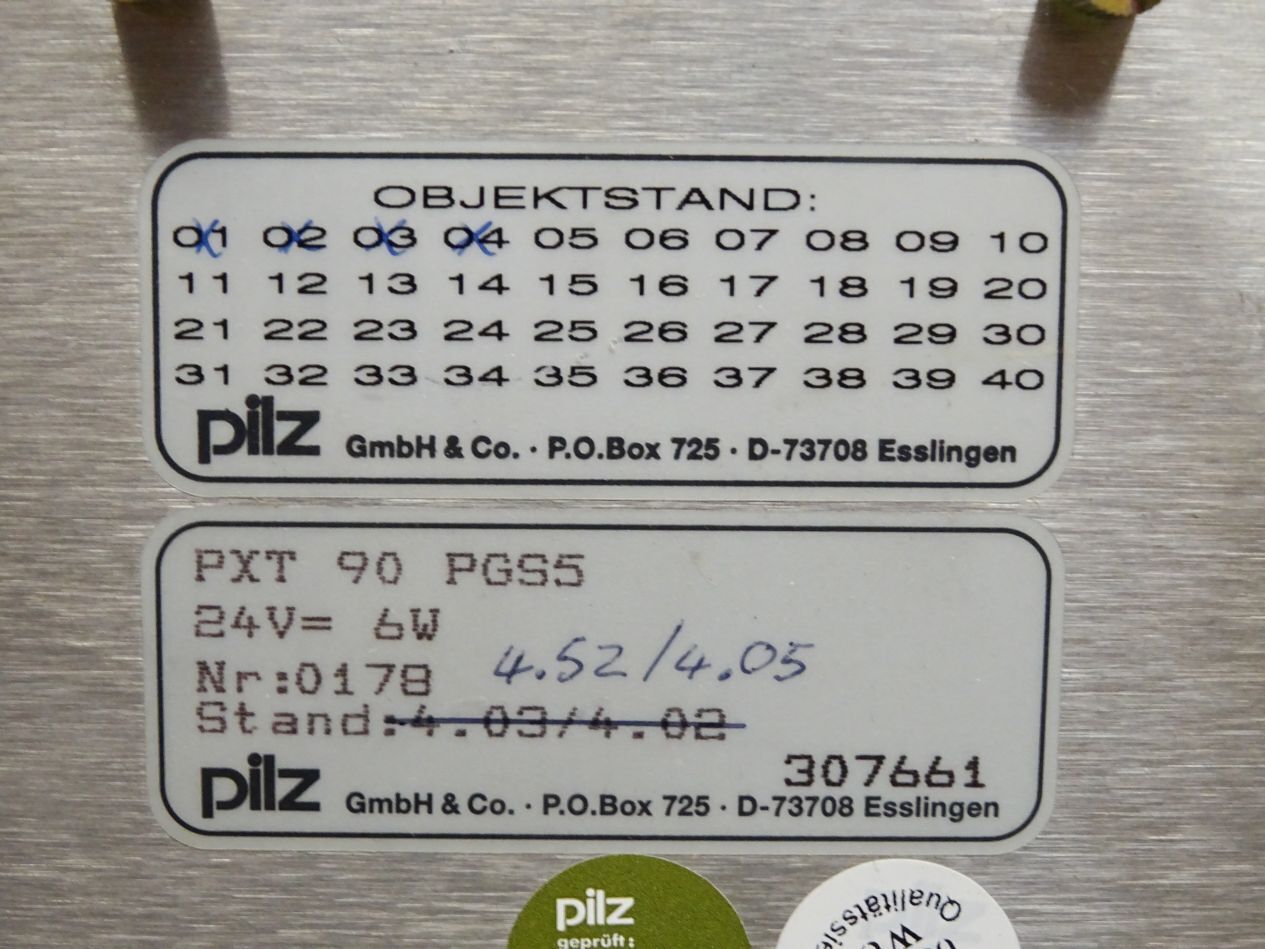 OBJEKTSTAND:
01 02 03 04 05 06 07 08 09 10
11 12 13 14 15 16 17 18 19 20
21 22 23 24 25 26 27 28 29 30
31 32 33 34 35 36 37 38 39 40
pilz GmbH & Co. · P.O.Box 725 · D-73708 Esslingen
PXT 90 PGS5
24V= 6W
Nr:0178 4.52/4.05
Stand:4.03/4.02
307661
pilz GmbH & Co. · P.O.Box 725 · D-73708 Esslingen
pilz
geprüft: